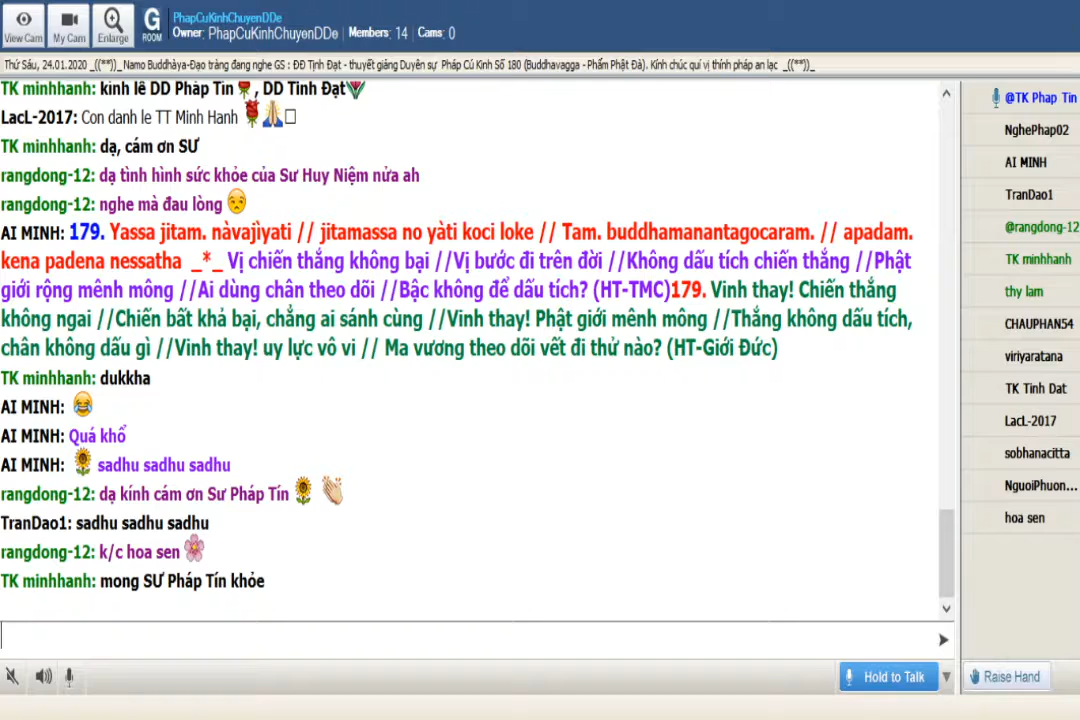 View Cam
My Cam
Enlarge
G
ROOM
PhapCuKinhChuyenDDe
Owner: PhapCuKinhChuyenDDe | Members: 14 | Cams: 0
Thứ Sáu, 24.01.2020 _((**))_Namo Buddhàya-Đạo tràng đang nghe GS : ĐĐ Tịnh Đạt - thuyết giảng Duyên sự Pháp Cú Kinh Số 180 (Buddhavagga - Phẩm Phật Đà). Kính chúc quí vị thính pháp an lạc _((**))_
TK minhhanh: kính lễ DD Pháp Tín , DD Tinh Đạt
LacL-2017: Con danh le TT Minh Hanh
TK minhhanh: dạ, cám ơn SƯ
rangdong-12: dạ tình hình sức khỏe của Sư Huy Niệm nửa ah
rangdong-12: nghe mà đau lòng
AI MINH: 179. Yassa jitam. nàvajìyati // jitamassa no yàti koci loke // Tam. buddhamanantagocaram. // apadam.
kena padena nessatha _*_ Vị chiến thắng không bại //Vị bước đi trên đời //Không dấu tích chiến thắng //Phật
giới rộng mênh mông //Ai dùng chân theo dõi //Bậc không để dấu tích? (HT-TMC)179. Vinh thay! Chiến thắng
không ngai //Chiến bất khả bại, chẳng ai sánh cùng //Vinh thay! Phật giới mênh mông //Thắng không dấu tích,
chân không dấu gì //Vinh thay! uy lực vô vi // Ma vương theo dõi vết đi thử nào? (HT-Giới Đức)
TK minhhanh: dukkha
AI MINH:
AI MINH: Quá khổ
AI MINH: sadhu sadhu sadhu
rangdong-12: dạ kính cám ơn Sư Pháp Tín
TranDao1: sadhu sadhu sadhu
rangdong-12: k/c hoa sen
TK minhhanh: mong SƯ Pháp Tín khỏe
@TK Phap Tin
NghePhap02
AI MINH
TranDao1
@rangdong-12
TK minhhanh
thy lam
CHAUPHAN54
viriyaratana
TK Tinh Dat
LacL-2017
sobhanacitta
NguoiPhuon...
hoa sen
Hold to Talk
Raise Hand